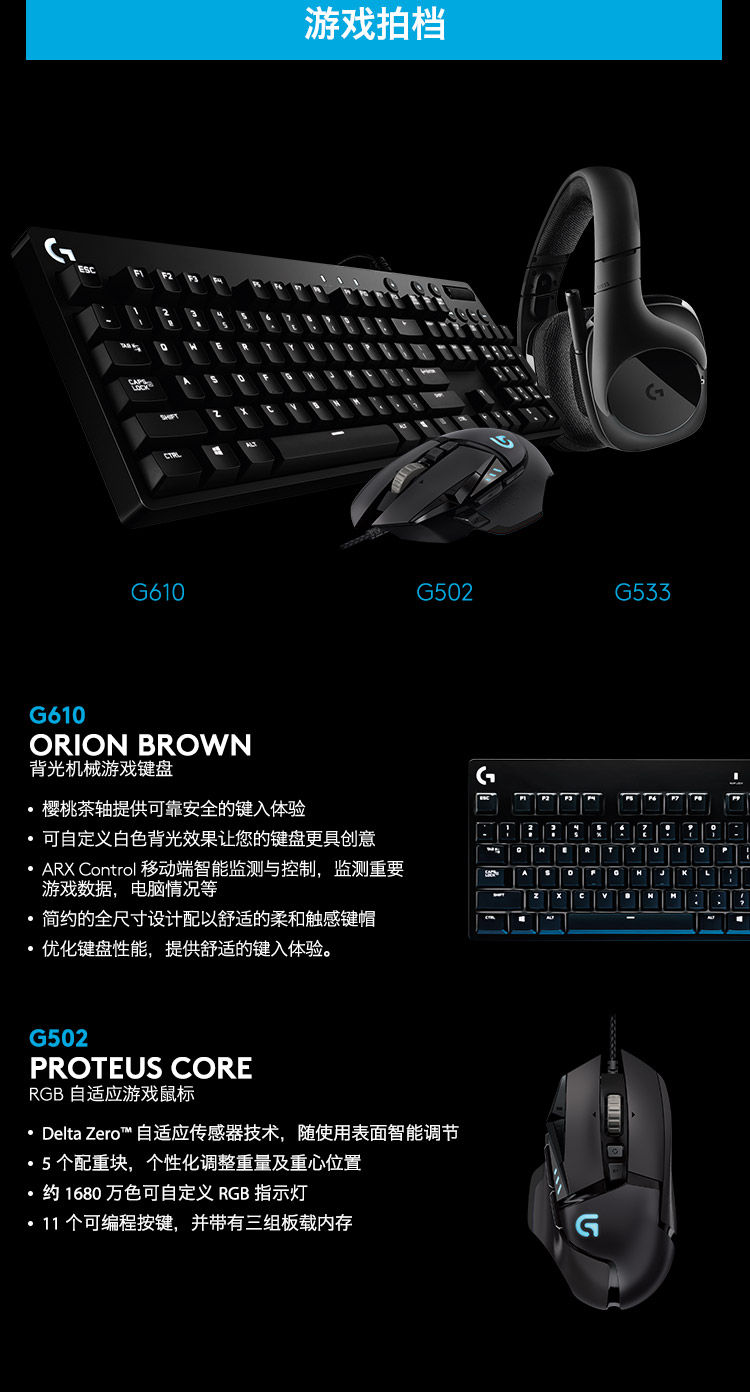 游戏拍档
G610
G502
G533
G610
ORION BROWN
背光机械游戏键盘
• 樱桃茶轴提供可靠安全的键入体验
• 可自定义白色背光效果让您的键盘更具创意
• ARX Control 移动端智能监测与控制，监测重要
游戏数据，电脑情况等
• 简约的全尺寸设计配以舒适的柔和触感键帽
• 优化键盘性能，提供舒适的键入体验。
G502
PROTEUS CORE
RGB 自适应游戏鼠标
• Delta Zero™ 自适应传感器技术，随使用表面智能调节
• 5 个配重块，个性化调整重量及重心位置
• 约 1680 万色可自定义 RGB 指示灯
• 11 个可编程按键，并带有三组板载内存